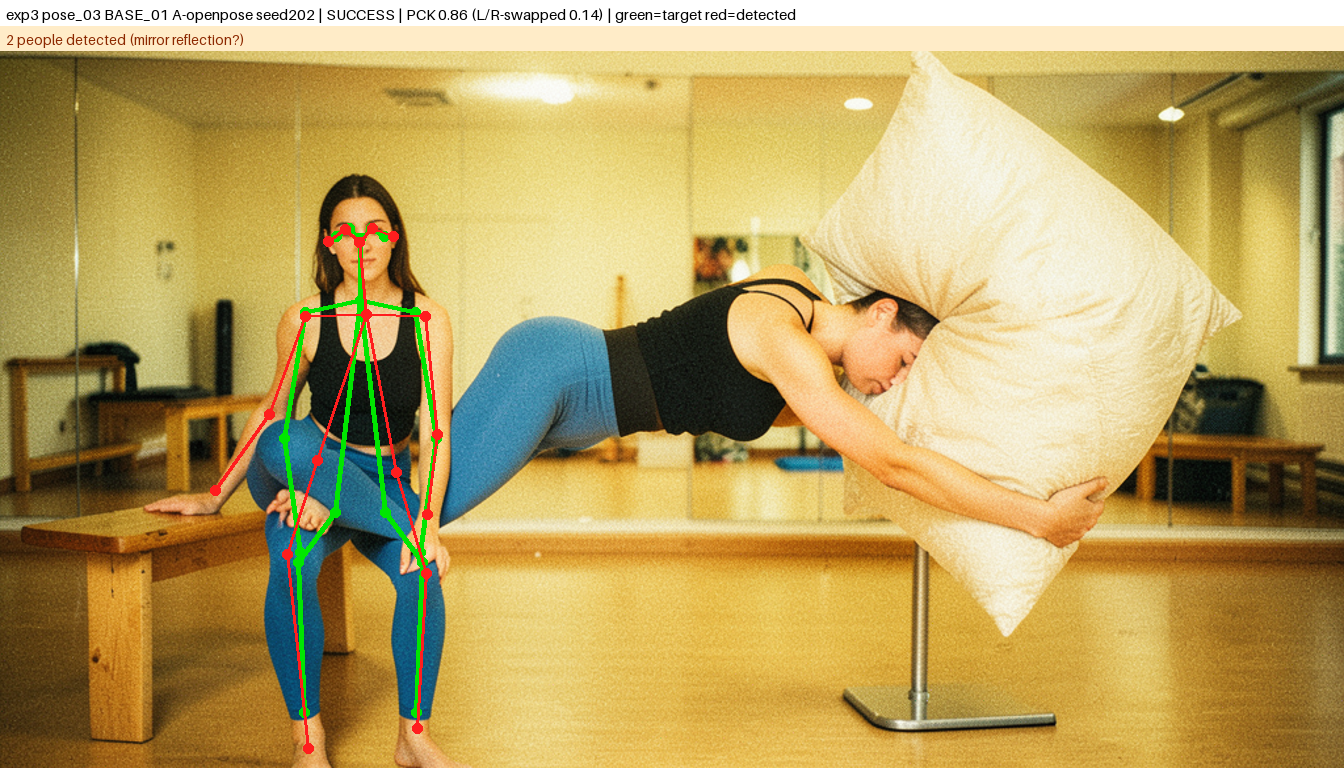 exp3 pose_03 BASE_01 A-openpose seed202 | SUCCESS | PCK 0.86 (L/R-swapped 0.14) | green=target red=detected
2 people detected (mirror reflection?)